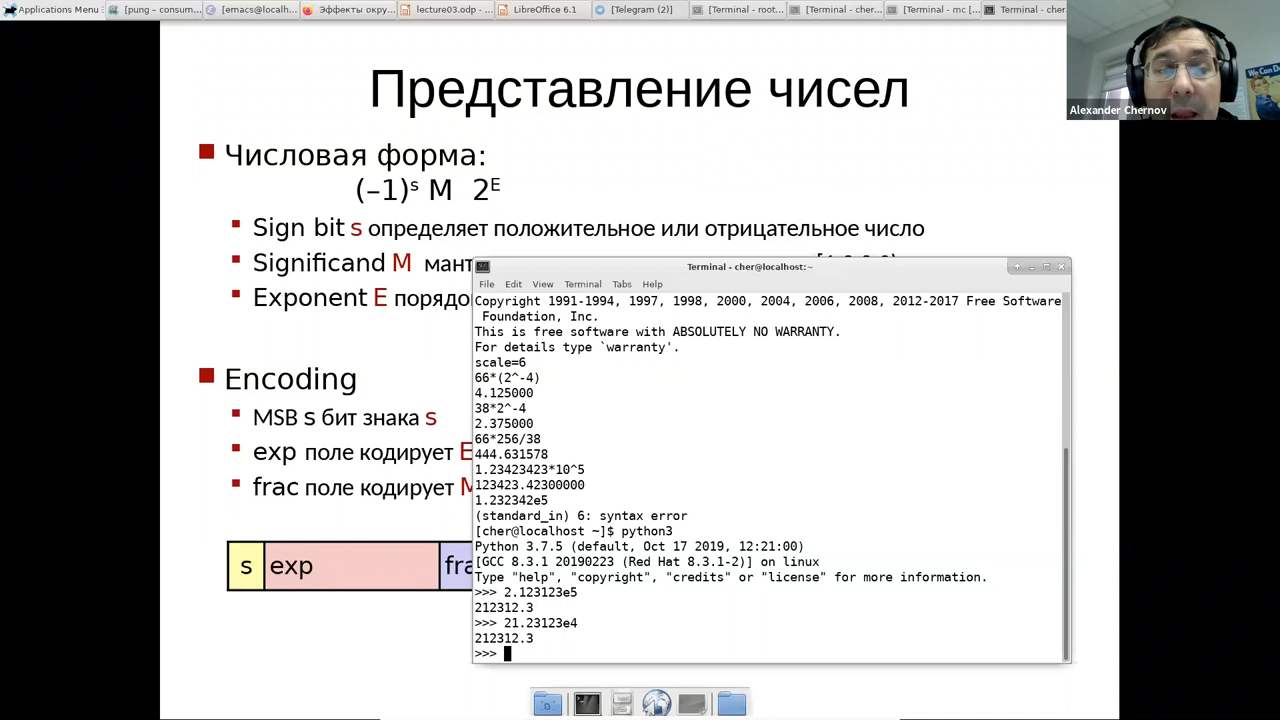 Applications Menu
[pung – consum...
[emacs@localh...
Эффекты окру...
lecture03.odp - ...
LibreOffice 6.1
[Telegram (2)]
[Terminal - root...
[Terminal - cher...
[Terminal - mc [...
Terminal - cher
Alexander Chernov
Представление чисел
Числовая форма:
(–1)ˢ M 2ᴱ
Sign bit s определяет положительное или отрицательное число
Significand M мант
Exponent E порядо
Encoding
MSB s бит знака s
exp поле кодирует E
frac поле кодирует M
s exp fra
Terminal - cher@localhost:~
File Edit View Terminal Tabs Help
Copyright 1991-1994, 1997, 1998, 2000, 2004, 2006, 2008, 2012-2017 Free Software
Foundation, Inc.
This is free software with ABSOLUTELY NO WARRANTY.
For details type `warranty'.
scale=6
66*(2^-4)
4.125000
38*2^-4
2.375000
66*256/38
444.631578
1.23423423*10^5
123423.42300000
1.232342e5
(standard_in) 6: syntax error
[cher@localhost ~]$ python3
Python 3.7.5 (default, Oct 17 2019, 12:21:00)
[GCC 8.3.1 20190223 (Red Hat 8.3.1-2)] on linux
Type "help", "copyright", "credits" or "license" for more information.
>>> 2.123123e5
212312.3
>>> 21.23123e4
212312.3
>>>